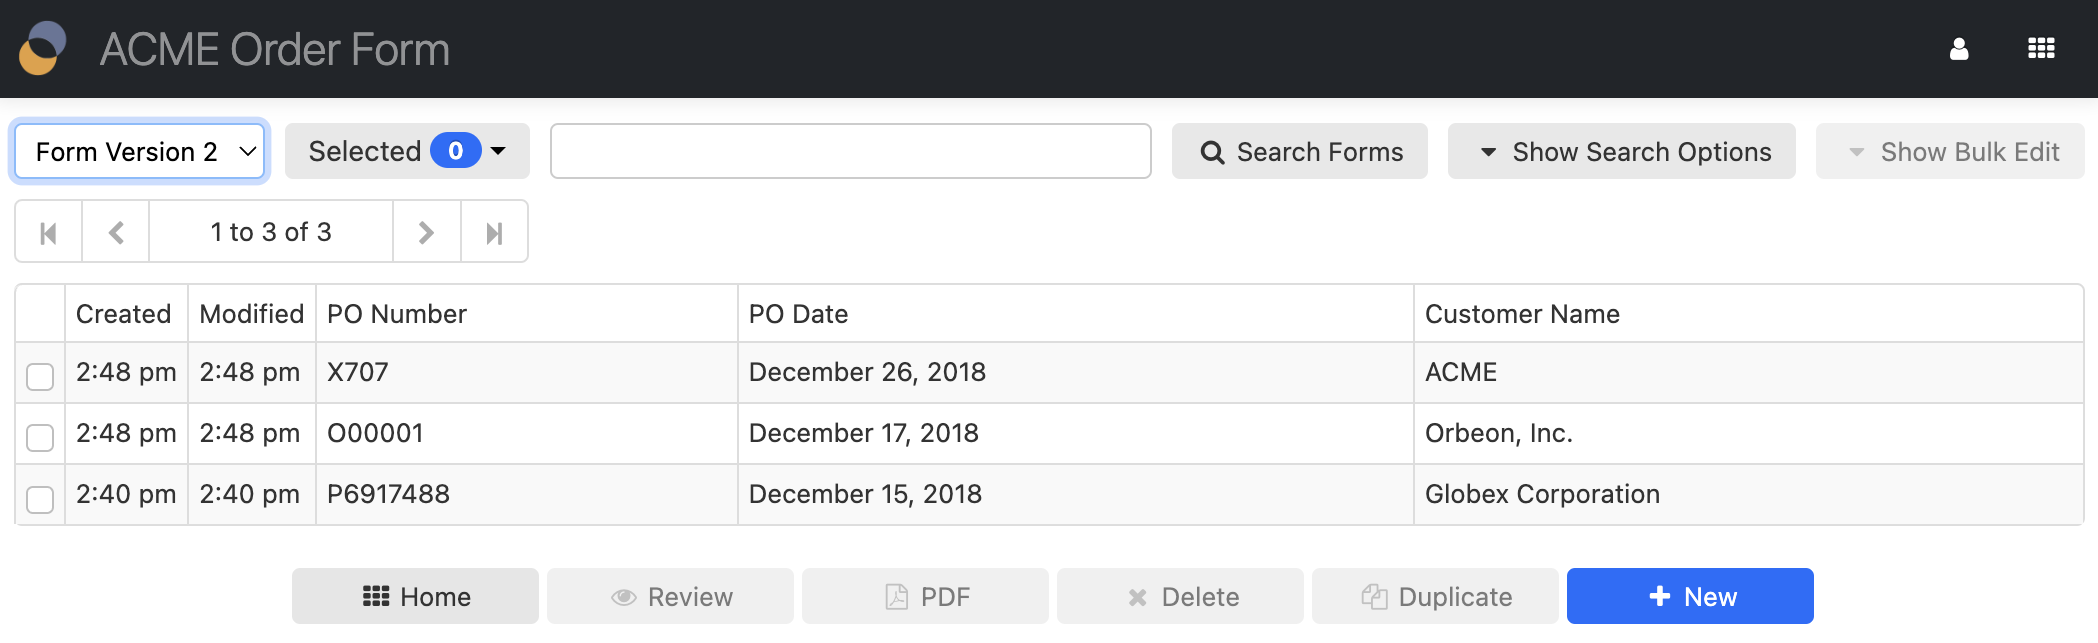 ACME Order Form
Form Version 2 Selected 0 Search Forms Show Search Options Show Bulk Edit
1 to 3 of 3
Created Modified PO Number PO Date Customer Name
2:48 pm 2:48 pm X707 December 26, 2018 ACME
2:48 pm 2:48 pm O00001 December 17, 2018 Orbeon, Inc.
2:40 pm 2:40 pm P6917488 December 15, 2018 Globex Corporation
Home Review PDF Delete Duplicate New